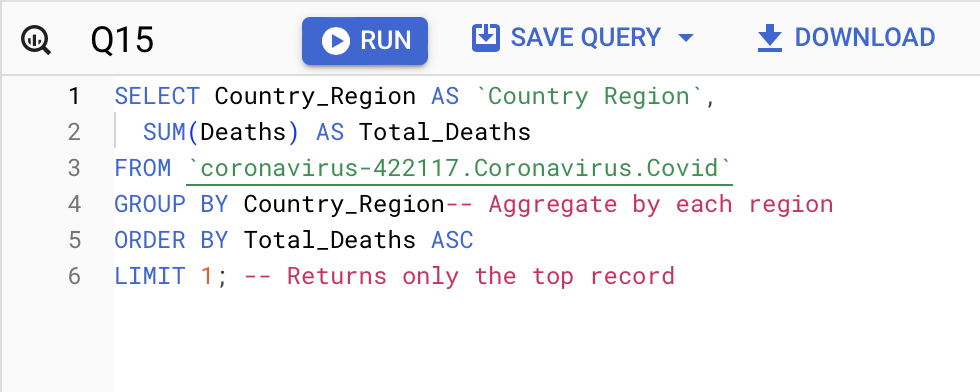 Q15 RUN SAVE QUERY DOWNLOAD
1 SELECT Country_Region AS `Country Region`,
2 SUM(Deaths) AS Total_Deaths
3 FROM `coronavirus-422117.Coronavirus.Covid`
4 GROUP BY Country_Region-- Aggregate by each region
5 ORDER BY Total_Deaths ASC
6 LIMIT 1; -- Returns only the top record